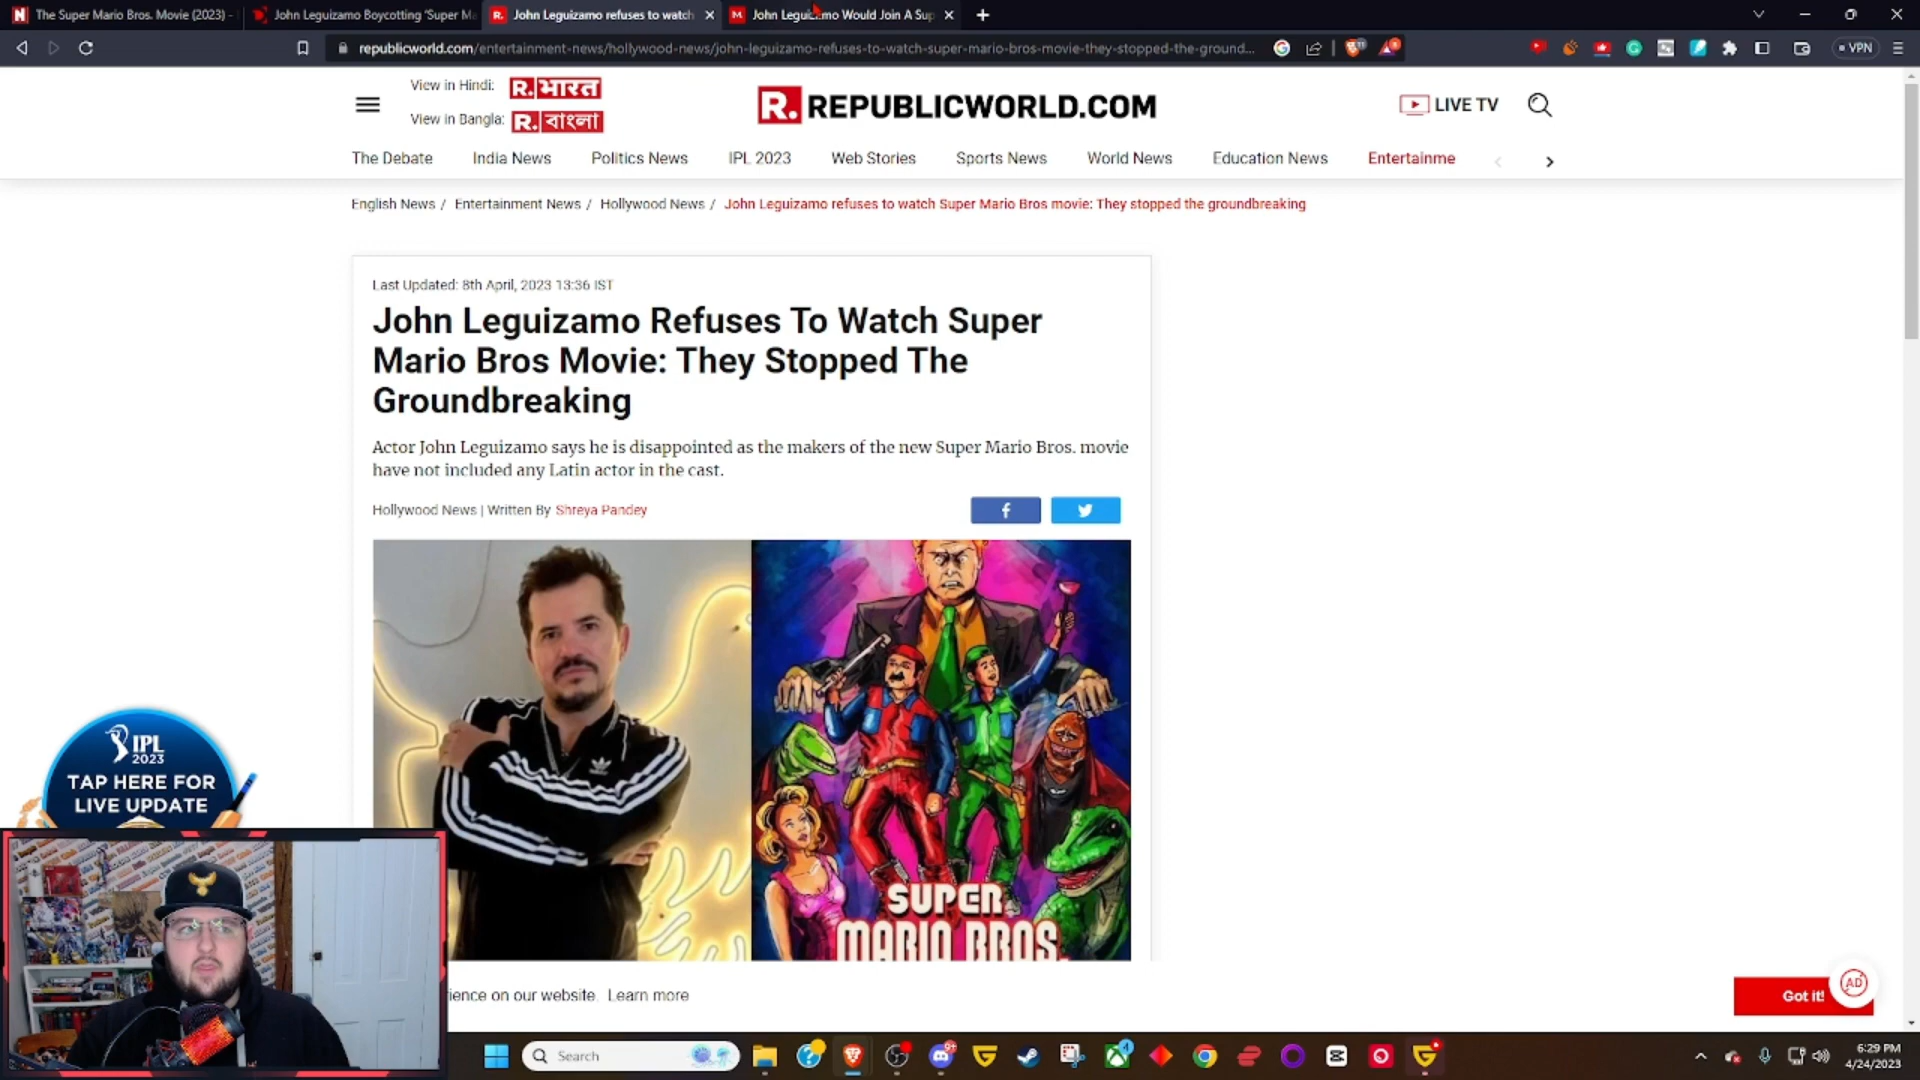 The Super Mario Bros. Movie (2023) -
John Leguizamo Boycotting 'Super Ma
John Leguizamo refuses to watch
John Leguizamo Would Join A Sup
republicworld.com/entertainment-news/hollywood-news/john-leguizamo-refuses-to-watch-super-mario-bros-movie-they-stopped-the-ground...
VPN
View in Hindi:
R.भारत
View in Bangla:
R.বাংলা
R.REPUBLICWORLD.COM
LIVE TV
The Debate
India News
Politics News
IPL 2023
Web Stories
Sports News
World News
Education News
Entertainme
English News / Entertainment News / Hollywood News / John Leguizamo refuses to watch Super Mario Bros movie: They stopped the groundbreaking
Last Updated: 8th April, 2023 13:36 IST
John Leguizamo Refuses To Watch Super
Mario Bros Movie: They Stopped The
Groundbreaking
Actor John Leguizamo says he is disappointed as the makers of the new Super Mario Bros. movie
have not included any Latin actor in the cast.
Hollywood News | Written By Shreya Pandey
SUPER
MARIO BROS.
IPL
2023
TAP HERE FOR
LIVE UPDATE
ience on our website. Learn more
Got it!
AD
Search
6:29 PM
4/24/2023